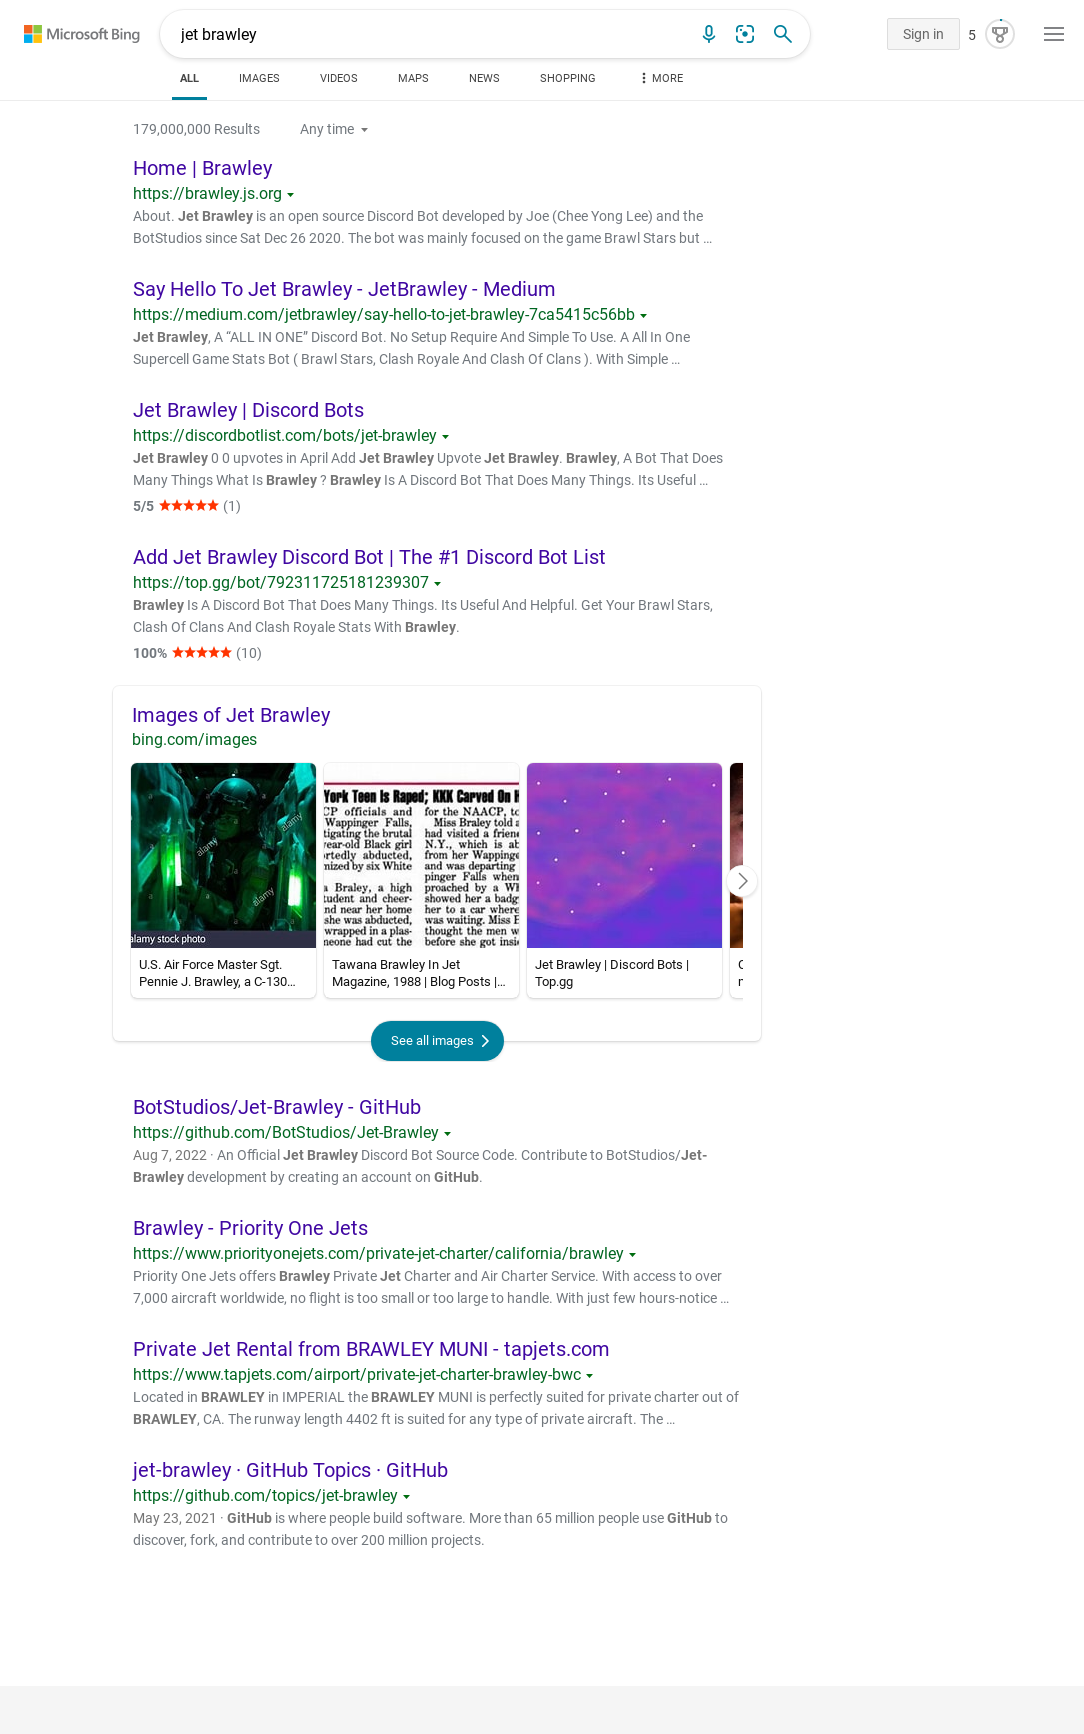 Microsoft Bing
jet brawley
Sign in
5
ALL
IMAGES
VIDEOS
MAPS
NEWS
SHOPPING
MORE
179,000,000 Results
Any time
Home | Brawley
https://brawley.js.org
About. Jet Brawley is an open source Discord Bot developed by Joe (Chee Yong Lee) and the
BotStudios since Sat Dec 26 2020. The bot was mainly focused on the game Brawl Stars but ...
Say Hello To Jet Brawley - JetBrawley - Medium
https://medium.com/jetbrawley/say-hello-to-jet-brawley-7ca5415c56bb
Jet Brawley, A “ALL IN ONE” Discord Bot. No Setup Require And Simple To Use. A All In One
Supercell Game Stats Bot ( Brawl Stars, Clash Royale And Clash Of Clans ). With Simple ...
Jet Brawley | Discord Bots
https://discordbotlist.com/bots/jet-brawley
Jet Brawley 0 0 upvotes in April Add Jet Brawley Upvote Jet Brawley. Brawley, A Bot That Does
Many Things What Is Brawley ? Brawley Is A Discord Bot That Does Many Things. Its Useful ...
5/5 ★★★★★ (1)
Add Jet Brawley Discord Bot | The #1 Discord Bot List
https://top.gg/bot/792311725181239307
Brawley Is A Discord Bot That Does Many Things. Its Useful And Helpful. Get Your Brawl Stars,
Clash Of Clans And Clash Royale Stats With Brawley.
100% ★★★★★ (10)
Images of Jet Brawley
bing.com/images
alamy
alamy
alamy
alamy stock photo
York Teen Is Raped; KKK Carved On H
CP officials and
Wappinger Falls,
tigating the brutal
year-old Black girl
ortedly abducted,
mized by six White
a Braley, a high
tudent and cheer-
nd near her home
she was abducted,
wrapped in a plas-
meone had cut the
for the NAACP, to
Miss Braley told a
had visited a friend
N.Y., which is ab
from her Wappinge
and was departing
pinger Falls when
proached by a Wh
showed her a badg
her to a car where
was waiting. Miss B
thought the men w
before she got insid
U.S. Air Force Master Sgt.
Pennie J. Brawley, a C-130...
Tawana Brawley In Jet
Magazine, 1988 | Blog Posts |...
Jet Brawley | Discord Bots |
Top.gg
See all images
BotStudios/Jet-Brawley - GitHub
https://github.com/BotStudios/Jet-Brawley
Aug 7, 2022 · An Official Jet Brawley Discord Bot Source Code. Contribute to BotStudios/Jet-
Brawley development by creating an account on GitHub.
Brawley - Priority One Jets
https://www.priorityonejets.com/private-jet-charter/california/brawley
Priority One Jets offers Brawley Private Jet Charter and Air Charter Service. With access to over
7,000 aircraft worldwide, no flight is too small or too large to handle. With just few hours-notice ...
Private Jet Rental from BRAWLEY MUNI - tapjets.com
https://www.tapjets.com/airport/private-jet-charter-brawley-bwc
Located in BRAWLEY in IMPERIAL the BRAWLEY MUNI is perfectly suited for private charter out of
BRAWLEY, CA. The runway length 4402 ft is suited for any type of private aircraft. The ...
jet-brawley · GitHub Topics · GitHub
https://github.com/topics/jet-brawley
May 23, 2021 · GitHub is where people build software. More than 65 million people use GitHub to
discover, fork, and contribute to over 200 million projects.